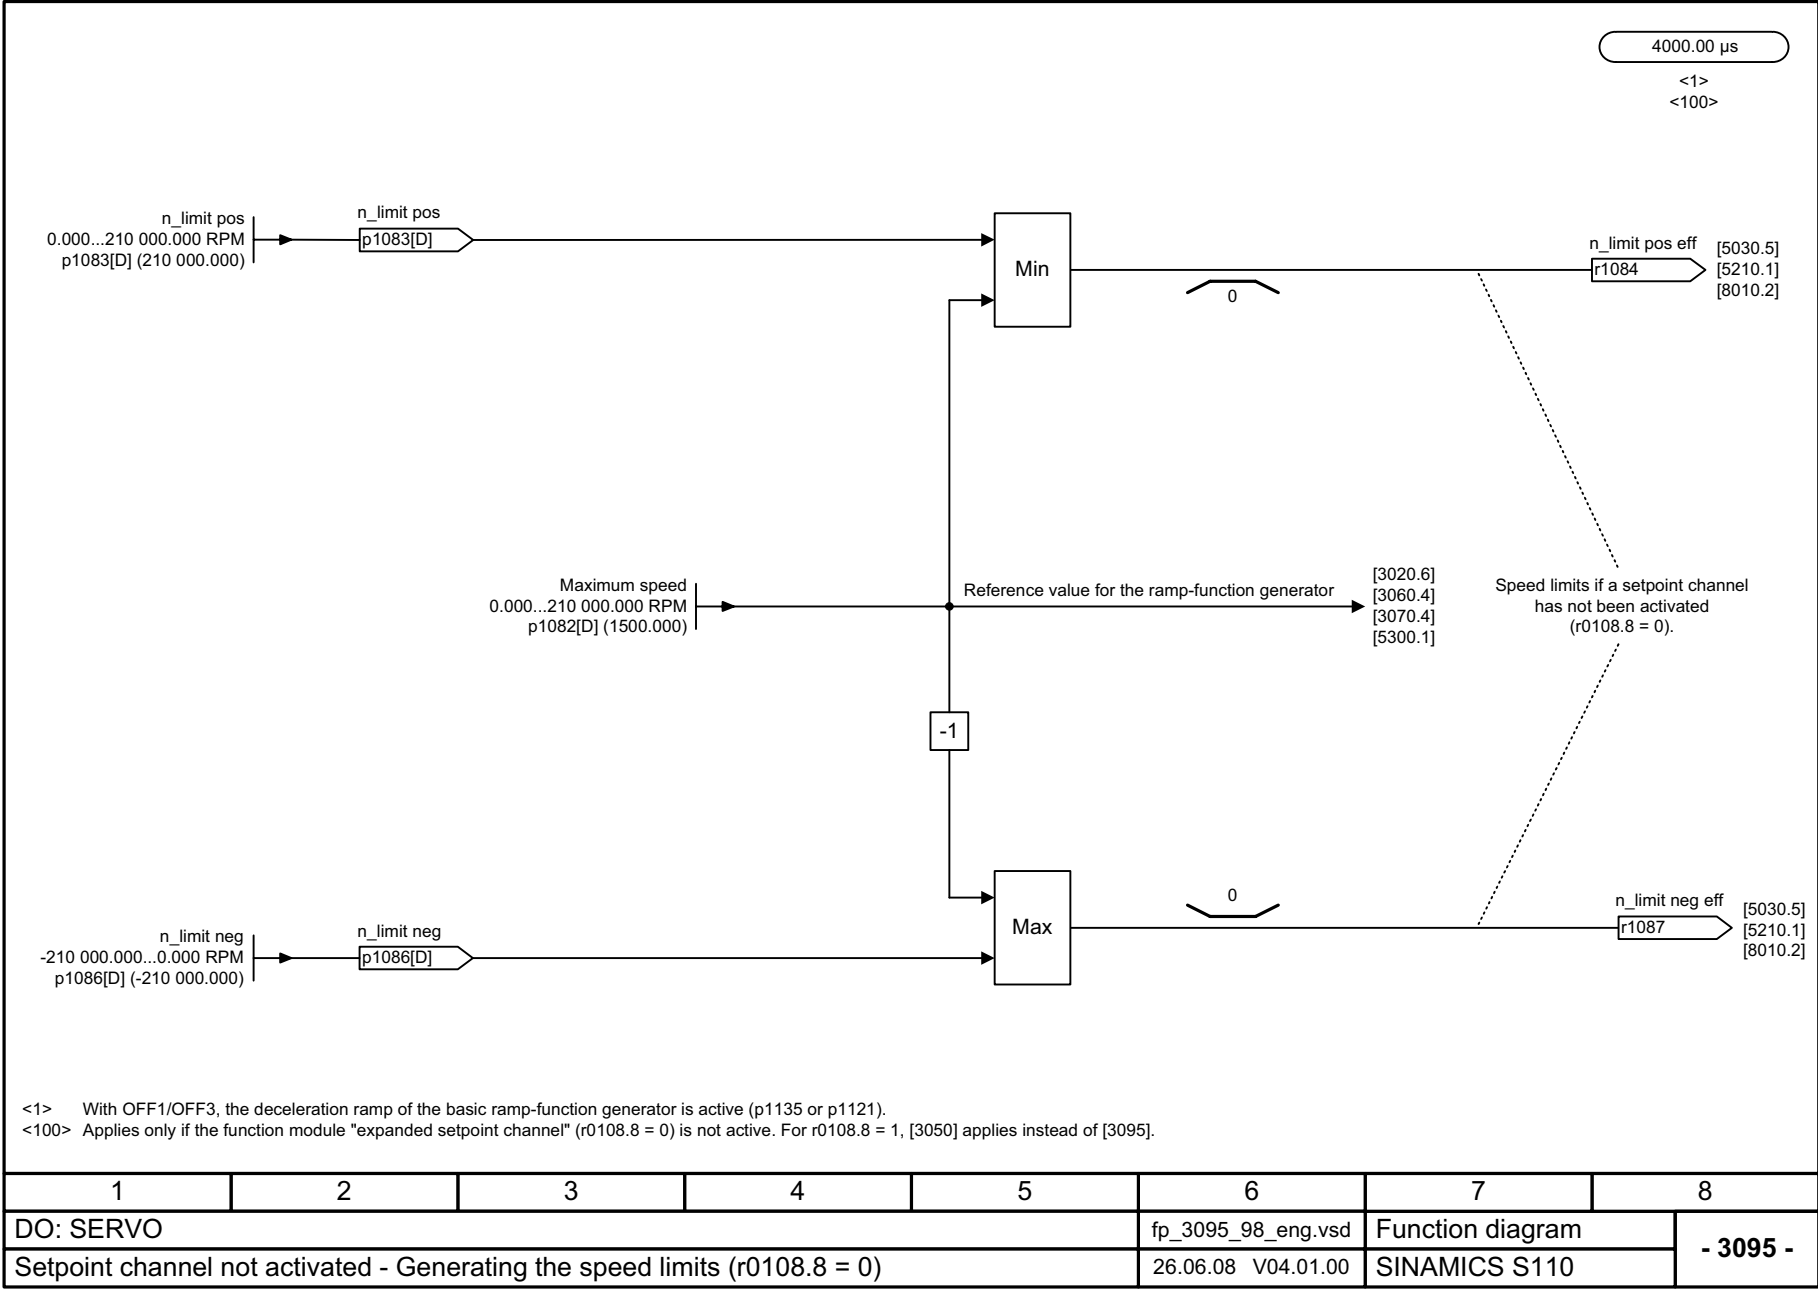 4000.00 µs
<1>
<100>
n_limit pos
0.000...210 000.000 RPM
p1083[D] (210 000.000)
n_limit pos
p1083[D]
Min
0
n_limit pos eff
r1084
[5030.5]
[5210.1]
[8010.2]
Maximum speed
0.000...210 000.000 RPM
p1082[D] (1500.000)
Reference value for the ramp-function generator
[3020.6]
[3060.4]
[3070.4]
[5300.1]
Speed limits if a setpoint channel
has not been activated
(r0108.8 = 0).
-1
n_limit neg
-210 000.000...0.000 RPM
p1086[D] (-210 000.000)
n_limit neg
p1086[D]
Max
0
n_limit neg eff
r1087
[5030.5]
[5210.1]
[8010.2]
<1> With OFF1/OFF3, the deceleration ramp of the basic ramp-function generator is active (p1135 or p1121).
<100> Applies only if the function module "expanded setpoint channel" (r0108.8 = 0) is not active. For r0108.8 = 1, [3050] applies instead of [3095].
1 2 3 4 5 6 7 8
DO: SERVO
fp_3095_98_eng.vsd
Function diagram
- 3095 -
Setpoint channel not activated - Generating the speed limits (r0108.8 = 0)
26.06.08 V04.01.00
SINAMICS S110